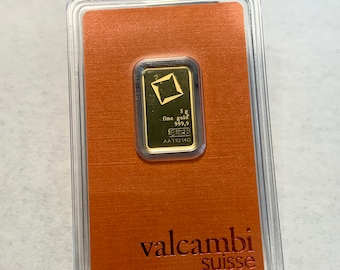 5 g
fine gold
999,9
AA110140
valcambi
suisse